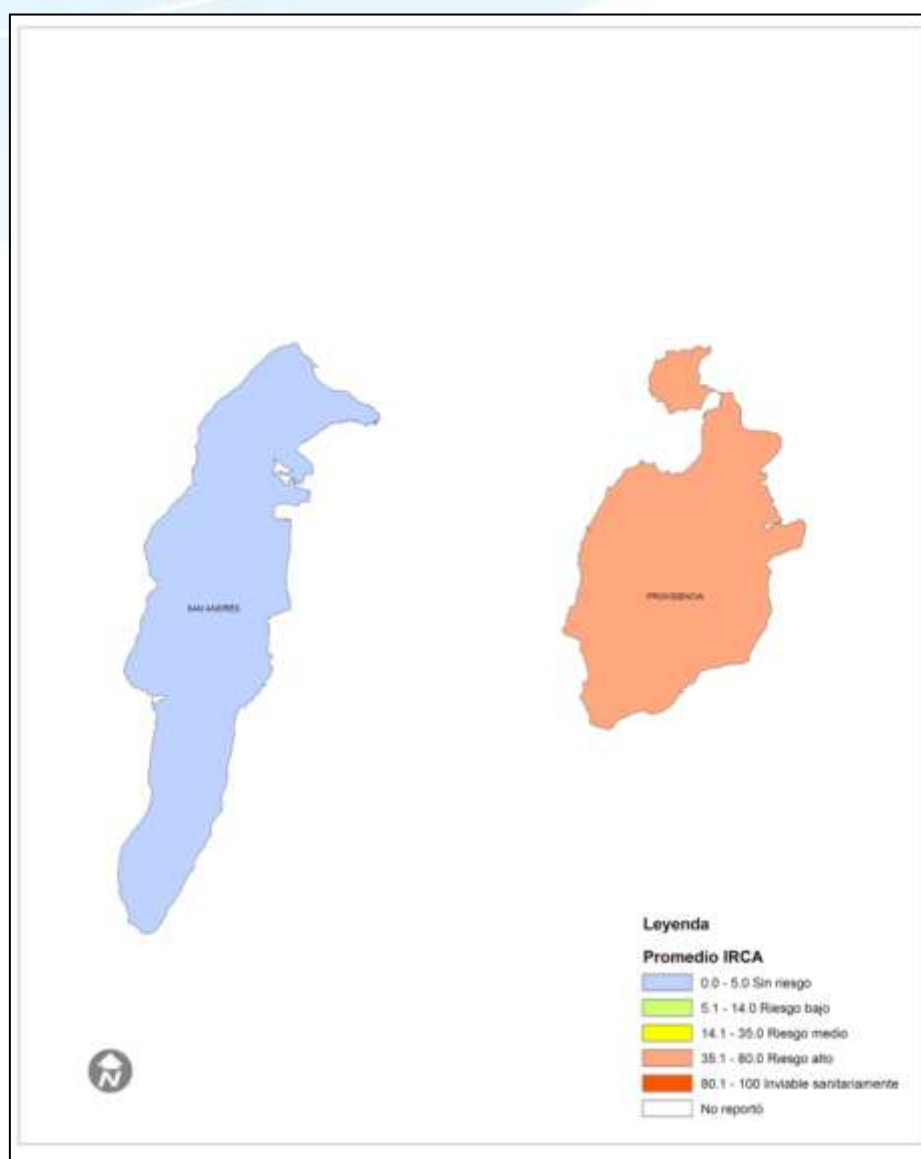 SAN ANDRES
PROVIDENCIA
Leyenda
Promedio IRCA
0.0 - 5.0 Sin riesgo
5.1 - 14.0 Riesgo bajo
14.1 - 35.0 Riesgo medio
35.1 - 80.0 Riesgo alto
80.1 - 100 Inviable sanitariamente
No reportó
N